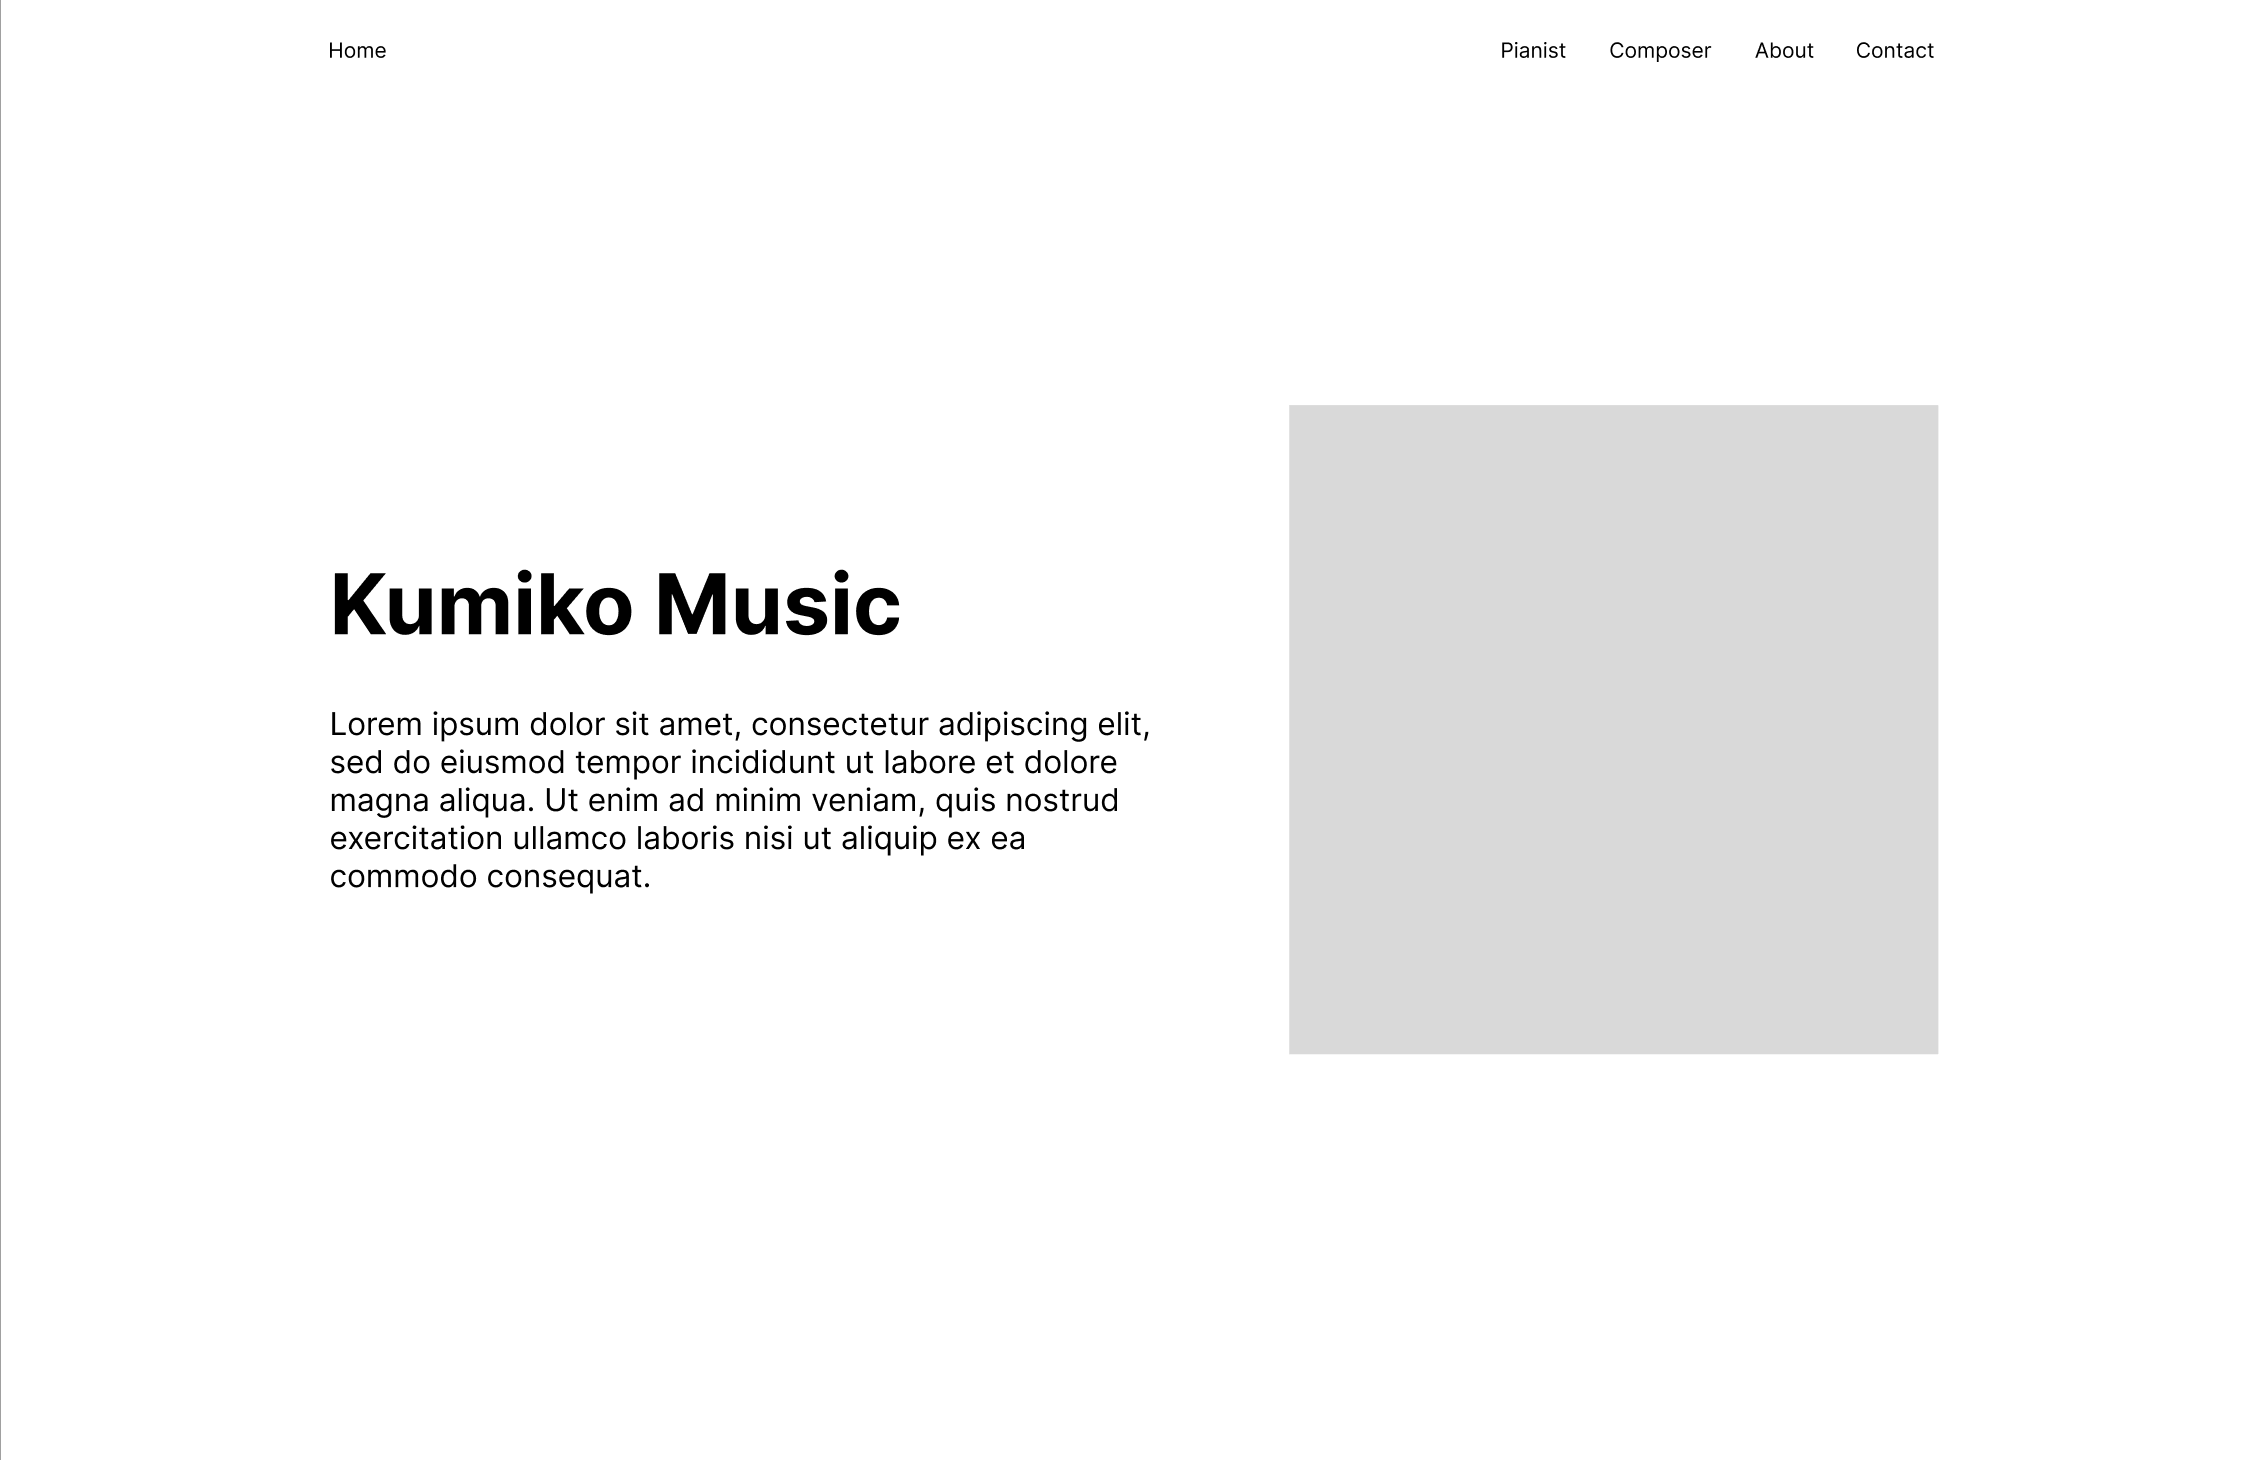 Home Pianist Composer About Contact
Kumiko Music
Lorem ipsum dolor sit amet, consectetur adipiscing elit,
sed do eiusmod tempor incididunt ut labore et dolore
magna aliqua. Ut enim ad minim veniam, quis nostrud
exercitation ullamco laboris nisi ut aliquip ex ea
commodo consequat.